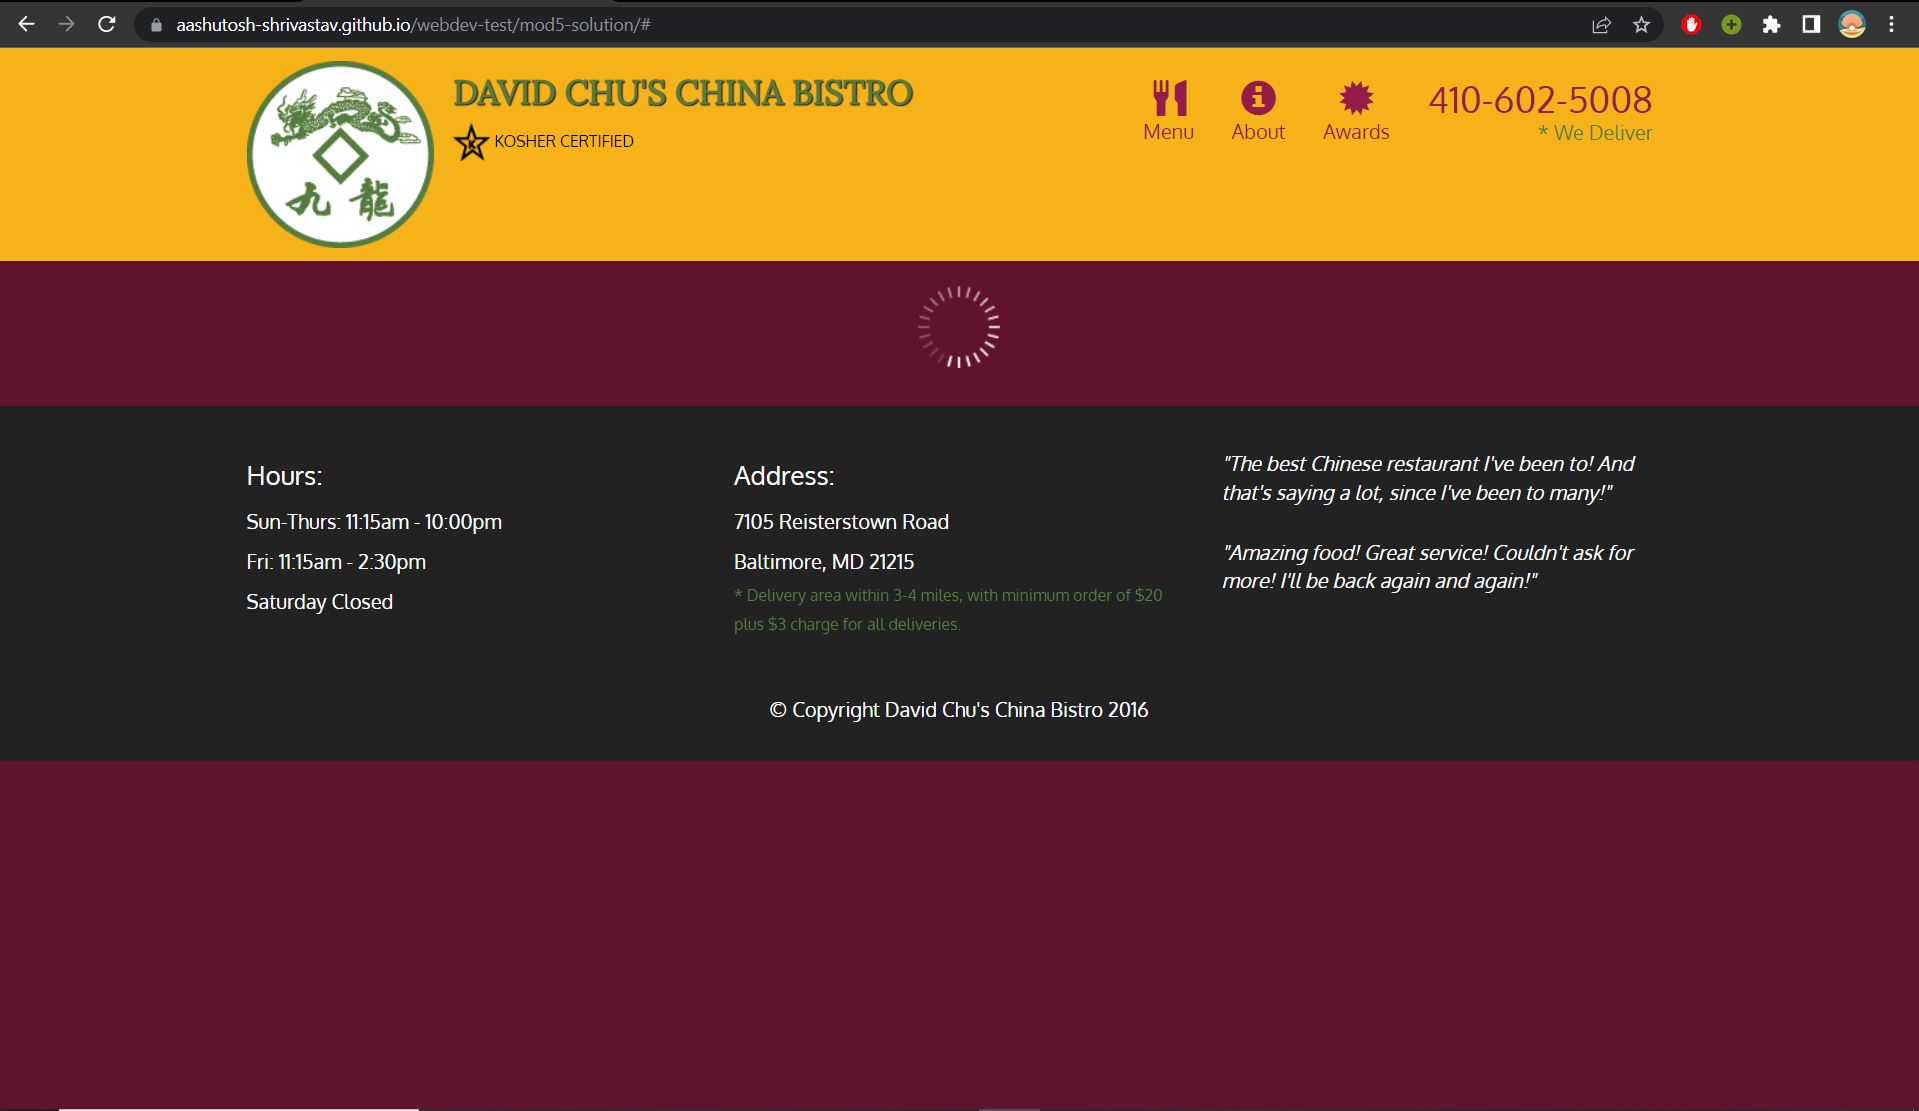 aashutosh-shrivastav.github.io/webdev-test/mod5-solution/#
九 龍
DAVID CHU'S CHINA BISTRO
K
KOSHER CERTIFIED
Menu
About
Awards
410-602-5008
* We Deliver
Hours:
Sun-Thurs: 11:15am - 10:00pm
Fri: 11:15am - 2:30pm
Saturday Closed
Address:
7105 Reisterstown Road
Baltimore, MD 21215
* Delivery area within 3-4 miles, with minimum order of $20
plus $3 charge for all deliveries.
"The best Chinese restaurant I've been to! And
that's saying a lot, since I've been to many!"
"Amazing food! Great service! Couldn't ask for
more! I'll be back again and again!"
© Copyright David Chu's China Bistro 2016